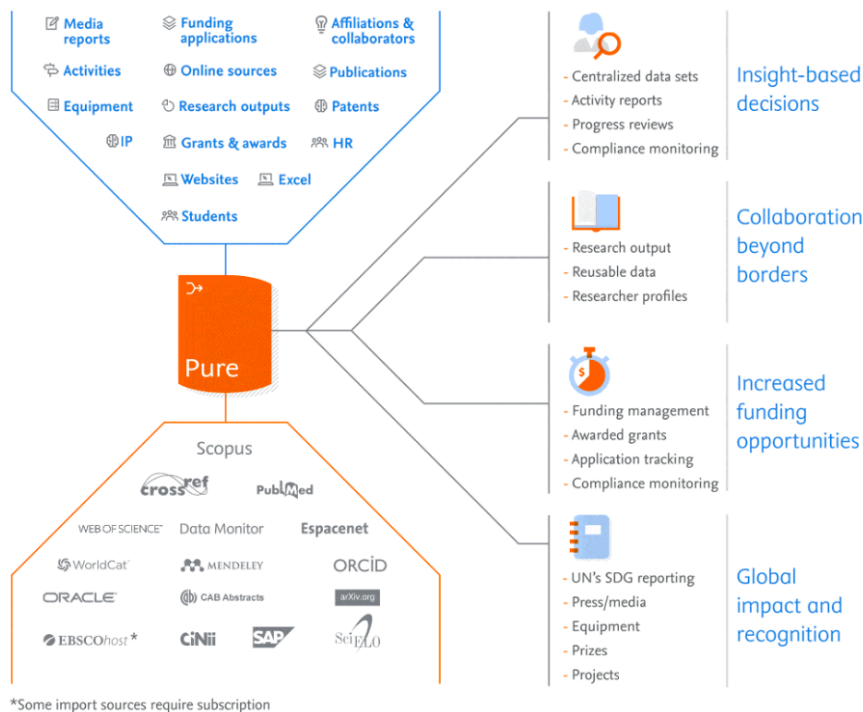 Media
reports
Funding
applications
Affiliations &
collaborators
Activities
Online sources
Publications
Equipment
Research outputs
Patents
IP
Grants & awards
HR
Websites
Excel
Students
Pure
Scopus
crossref
PubMed
WEB OF SCIENCE™
Data Monitor
Espacenet
WorldCat®
MENDELEY
ORCID
ORACLE®
CAB Abstracts
arXiv.org
EBSCOhost *
CiNii
SAP
SciELO
*Some import sources require subscription
- Centralized data sets
- Activity reports
- Progress reviews
- Compliance monitoring
Insight-based
decisions
- Research output
- Reusable data
- Researcher profiles
Collaboration
beyond
borders
$
- Funding management
- Awarded grants
- Application tracking
- Compliance monitoring
Increased
funding
opportunities
- UN's SDG reporting
- Press/media
- Equipment
- Prizes
- Projects
Global
impact and
recognition